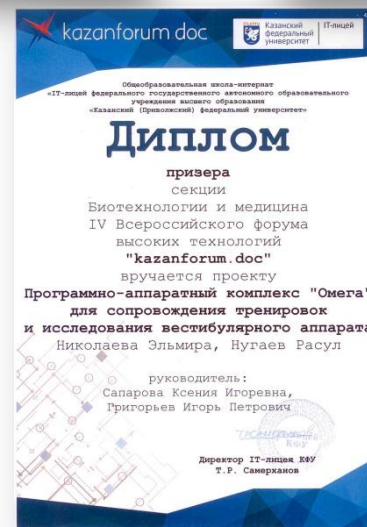 kazanforum doc
Казанский
федеральный
университет
IT-лицей
Общеобразовательная школа-интернат
«IT-лицей федерального государственного автономного образовательного
учреждения высшего образования
«Казанский (Приволжский) федеральный университет»
Диплом
призера
секции
Биотехнологии и медицина
IV Всероссийского форума
высоких технологий
"kazanforum.doc"
вручается проекту
Программно-аппаратный комплекс "Омега"
для сопровождения тренировок
и исследования вестибулярного аппарата
Николаева Эльмира, Нугаев Расул
руководитель:
Сапарова Ксения Игоревна,
Григорьев Игорь Петрович
Директор IT-лицея КФУ
Т.Р. Самерханов